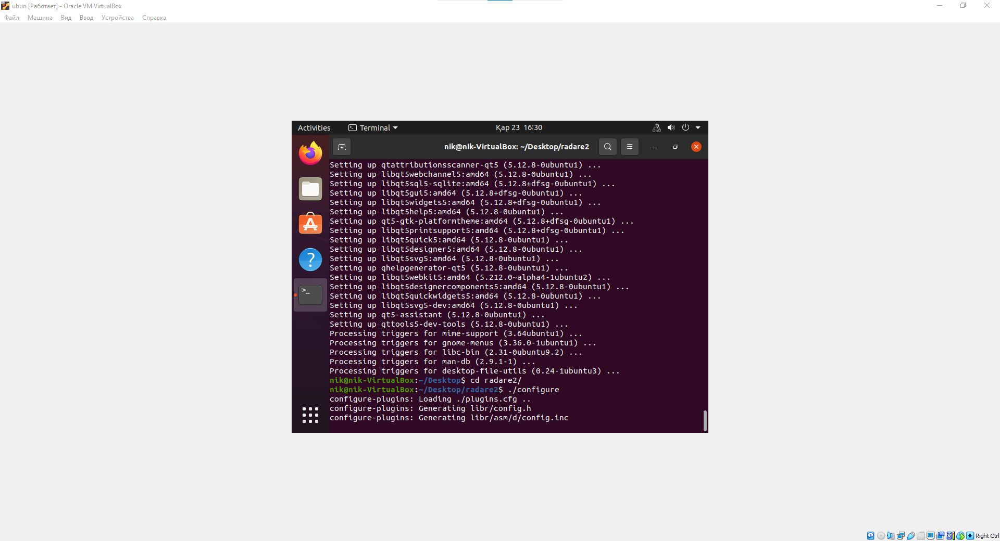 ubun [Работает] - Oracle VM VirtualBox
Файл Машина Вид Ввод Устройства Справка
Activities Terminal Қар 23 16:30
nik@nik-VirtualBox: ~/Desktop/radare2
Setting up qtattributionsscanner-qt5 (5.12.8-0ubuntu1) ...
Setting up libqt5webchannel5:amd64 (5.12.8-0ubuntu1) ...
Setting up libqt5sql5-sqlite:amd64 (5.12.8+dfsg-0ubuntu1) ...
Setting up libqt5gui5:amd64 (5.12.8+dfsg-0ubuntu1) ...
Setting up libqt5widgets5:amd64 (5.12.8+dfsg-0ubuntu1) ...
Setting up libqt5help5:amd64 (5.12.8-0ubuntu1) ...
Setting up qt5-gtk-platformtheme:amd64 (5.12.8+dfsg-0ubuntu1) ...
Setting up libqt5printsupport5:amd64 (5.12.8+dfsg-0ubuntu1) ...
Setting up libqt5quick5:amd64 (5.12.8-0ubuntu1) ...
Setting up libqt5designer5:amd64 (5.12.8-0ubuntu1) ...
Setting up libqt5svg5:amd64 (5.12.8-0ubuntu1) ...
Setting up qhelpgenerator-qt5 (5.12.8-0ubuntu1) ...
Setting up libqt5webkit5:amd64 (5.212.0~alpha4-1ubuntu2) ...
Setting up libqt5designercomponents5:amd64 (5.12.8-0ubuntu1) ...
Setting up libqt5quickwidgets5:amd64 (5.12.8-0ubuntu1) ...
Setting up libqt5svg5-dev:amd64 (5.12.8-0ubuntu1) ...
Setting up qt5-assistant (5.12.8-0ubuntu1) ...
Setting up qttools5-dev-tools (5.12.8-0ubuntu1) ...
Processing triggers for mime-support (3.64ubuntu1) ...
Processing triggers for gnome-menus (3.36.0-1ubuntu1) ...
Processing triggers for libc-bin (2.31-0ubuntu9.2) ...
Processing triggers for man-db (2.9.1-1) ...
Processing triggers for desktop-file-utils (0.24-1ubuntu3) ...
nik@nik-VirtualBox:~/Desktop$ cd radare2/
nik@nik-VirtualBox:~/Desktop/radare2$ ./configure
configure-plugins: Loading ./plugins.cfg ..
configure-plugins: Generating libr/config.h
configure-plugins: Generating libr/asm/d/config.inc
Right Ctrl